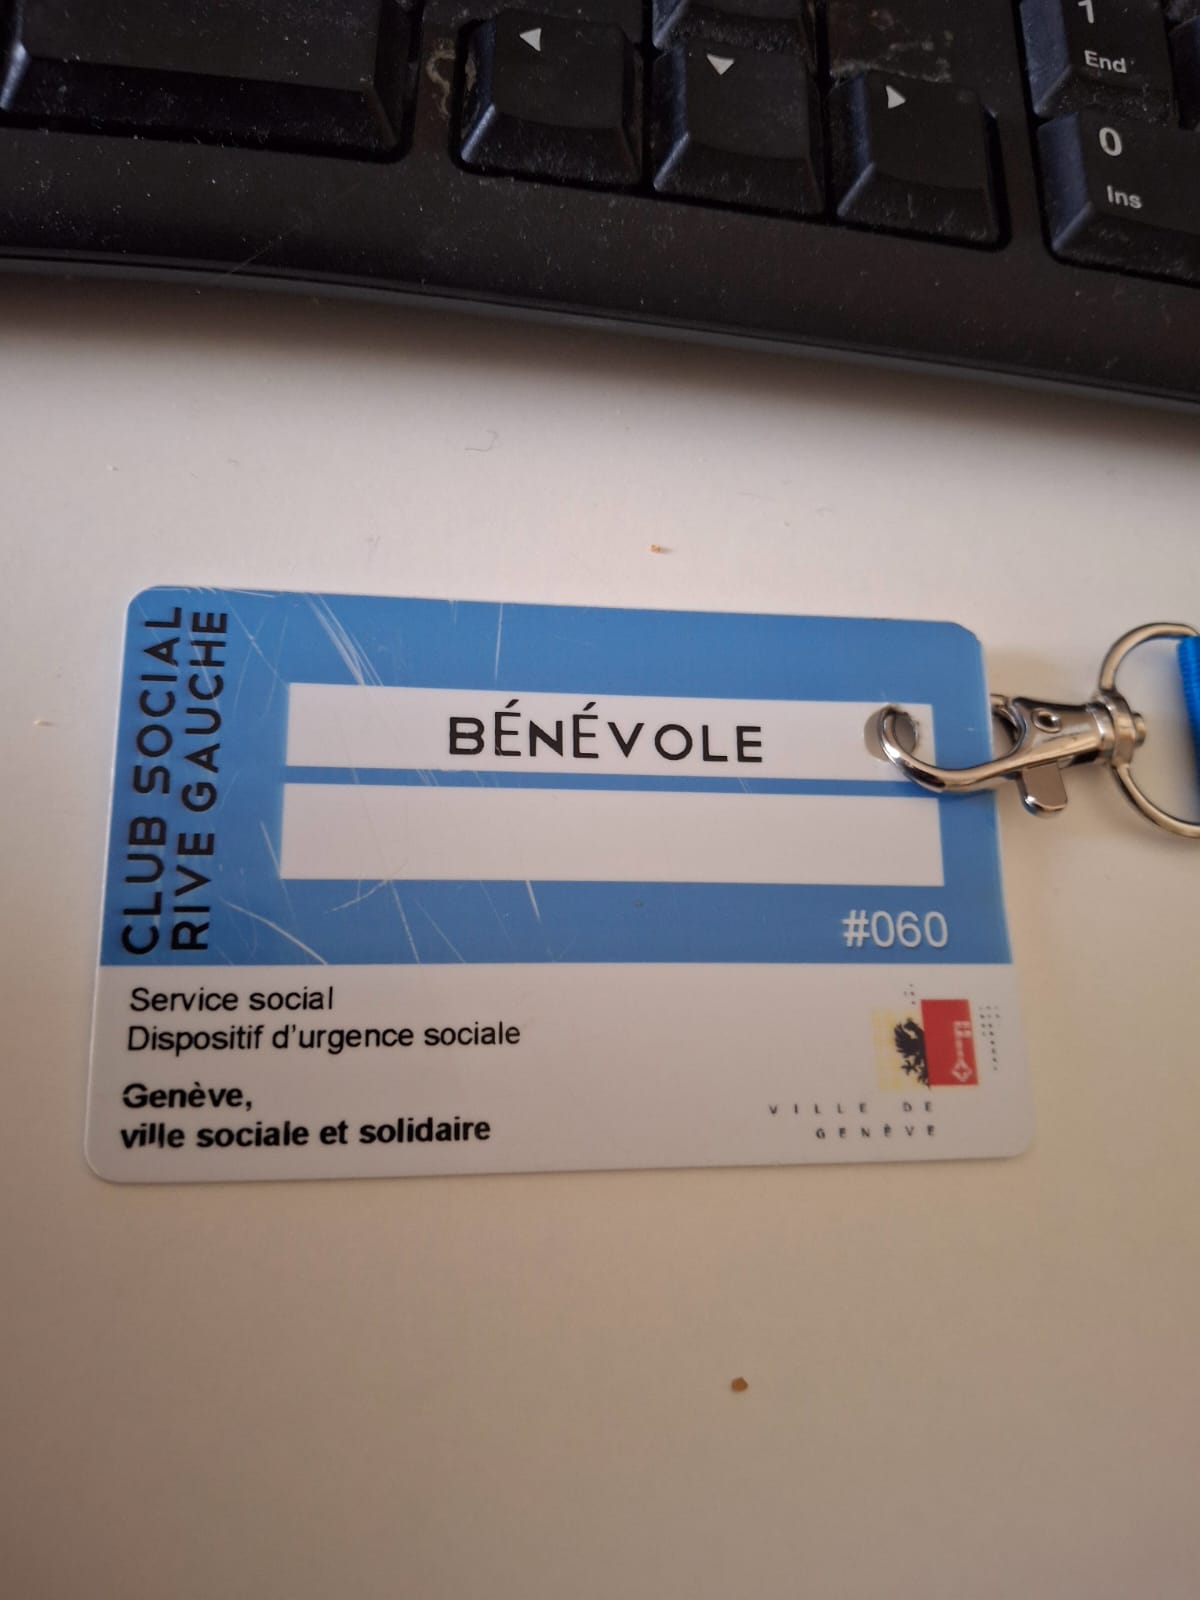 1
End
0
Ins
CLUB SOCIAL
RIVE GAUCHE
BÉNÉVOLE
#060
Service social
Dispositif d'urgence sociale
Genève,
ville sociale et solidaire
VILLE DE
GENÈVE